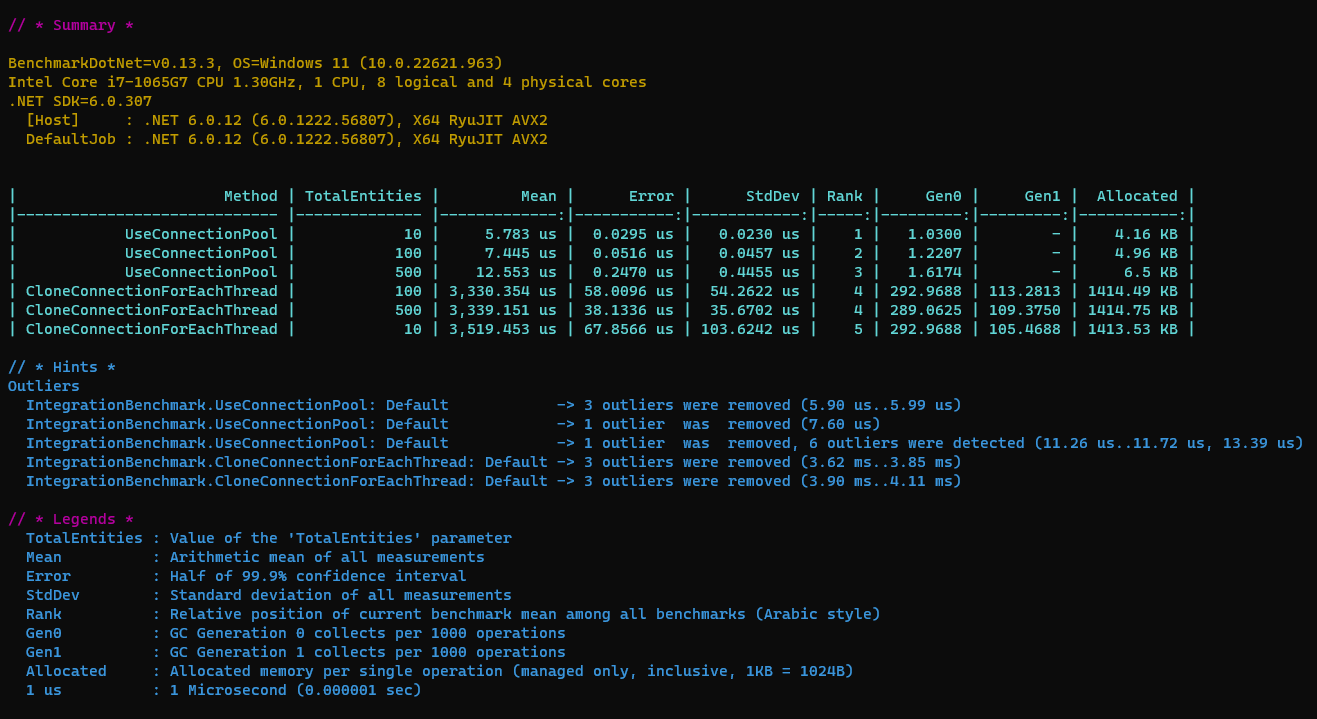 // * Summary *
BenchmarkDotNet=v0.13.3, OS=Windows 11 (10.0.22621.963)
Intel Core i7-1065G7 CPU 1.30GHz, 1 CPU, 8 logical and 4 physical cores
.NET SDK=6.0.307
  [Host]     : .NET 6.0.12 (6.0.1222.56807), X64 RyuJIT AVX2
  DefaultJob : .NET 6.0.12 (6.0.1222.56807), X64 RyuJIT AVX2
|                       Method | TotalEntities |         Mean |      Error |      StdDev | Rank |     Gen0 |     Gen1 |  Allocated |
|----------------------------- |-------------- |-------------:|-----------:|------------:|-----:|---------:|---------:|-----------:|
|            UseConnectionPool |            10 |     5.783 us |  0.0295 us |   0.0230 us |    1 |   1.0300 |        - |    4.16 KB |
|            UseConnectionPool |           100 |     7.445 us |  0.0516 us |   0.0457 us |    2 |   1.2207 |        - |    4.96 KB |
|            UseConnectionPool |           500 |    12.553 us |  0.2470 us |   0.4455 us |    3 |   1.6174 |        - |     6.5 KB |
| CloneConnectionForEachThread |           100 | 3,330.354 us | 58.0096 us |  54.2622 us |    4 | 292.9688 | 113.2813 | 1414.49 KB |
| CloneConnectionForEachThread |           500 | 3,339.151 us | 38.1336 us |  35.6702 us |    4 | 289.0625 | 109.3750 | 1414.75 KB |
| CloneConnectionForEachThread |            10 | 3,519.453 us | 67.8566 us | 103.6242 us |    5 | 292.9688 | 105.4688 | 1413.53 KB |
// * Hints *
Outliers
  IntegrationBenchmark.UseConnectionPool: Default            -> 3 outliers were removed (5.90 us..5.99 us)
  IntegrationBenchmark.UseConnectionPool: Default            -> 1 outlier  was  removed (7.60 us)
  IntegrationBenchmark.UseConnectionPool: Default            -> 1 outlier  was  removed, 6 outliers were detected (11.26 us..11.72 us, 13.39 us)
  IntegrationBenchmark.CloneConnectionForEachThread: Default -> 3 outliers were removed (3.62 ms..3.85 ms)
  IntegrationBenchmark.CloneConnectionForEachThread: Default -> 3 outliers were removed (3.90 ms..4.11 ms)
// * Legends *
  TotalEntities : Value of the 'TotalEntities' parameter
  Mean          : Arithmetic mean of all measurements
  Error         : Half of 99.9% confidence interval
  StdDev        : Standard deviation of all measurements
  Rank          : Relative position of current benchmark mean among all benchmarks (Arabic style)
  Gen0          : GC Generation 0 collects per 1000 operations
  Gen1          : GC Generation 1 collects per 1000 operations
  Allocated     : Allocated memory per single operation (managed only, inclusive, 1KB = 1024B)
  1 us          : 1 Microsecond (0.000001 sec)